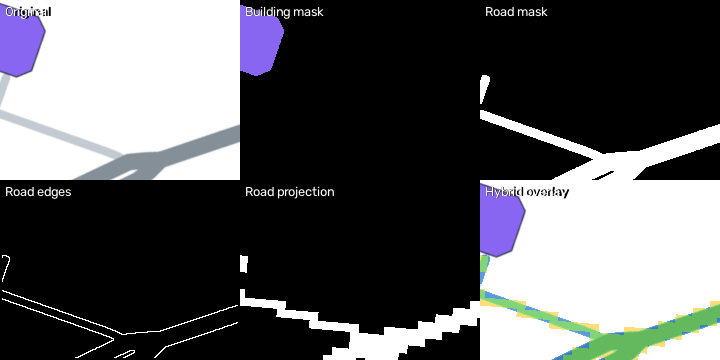 Original
Building mask
Road mask
Road edges
Road projection
Hybrid overlay